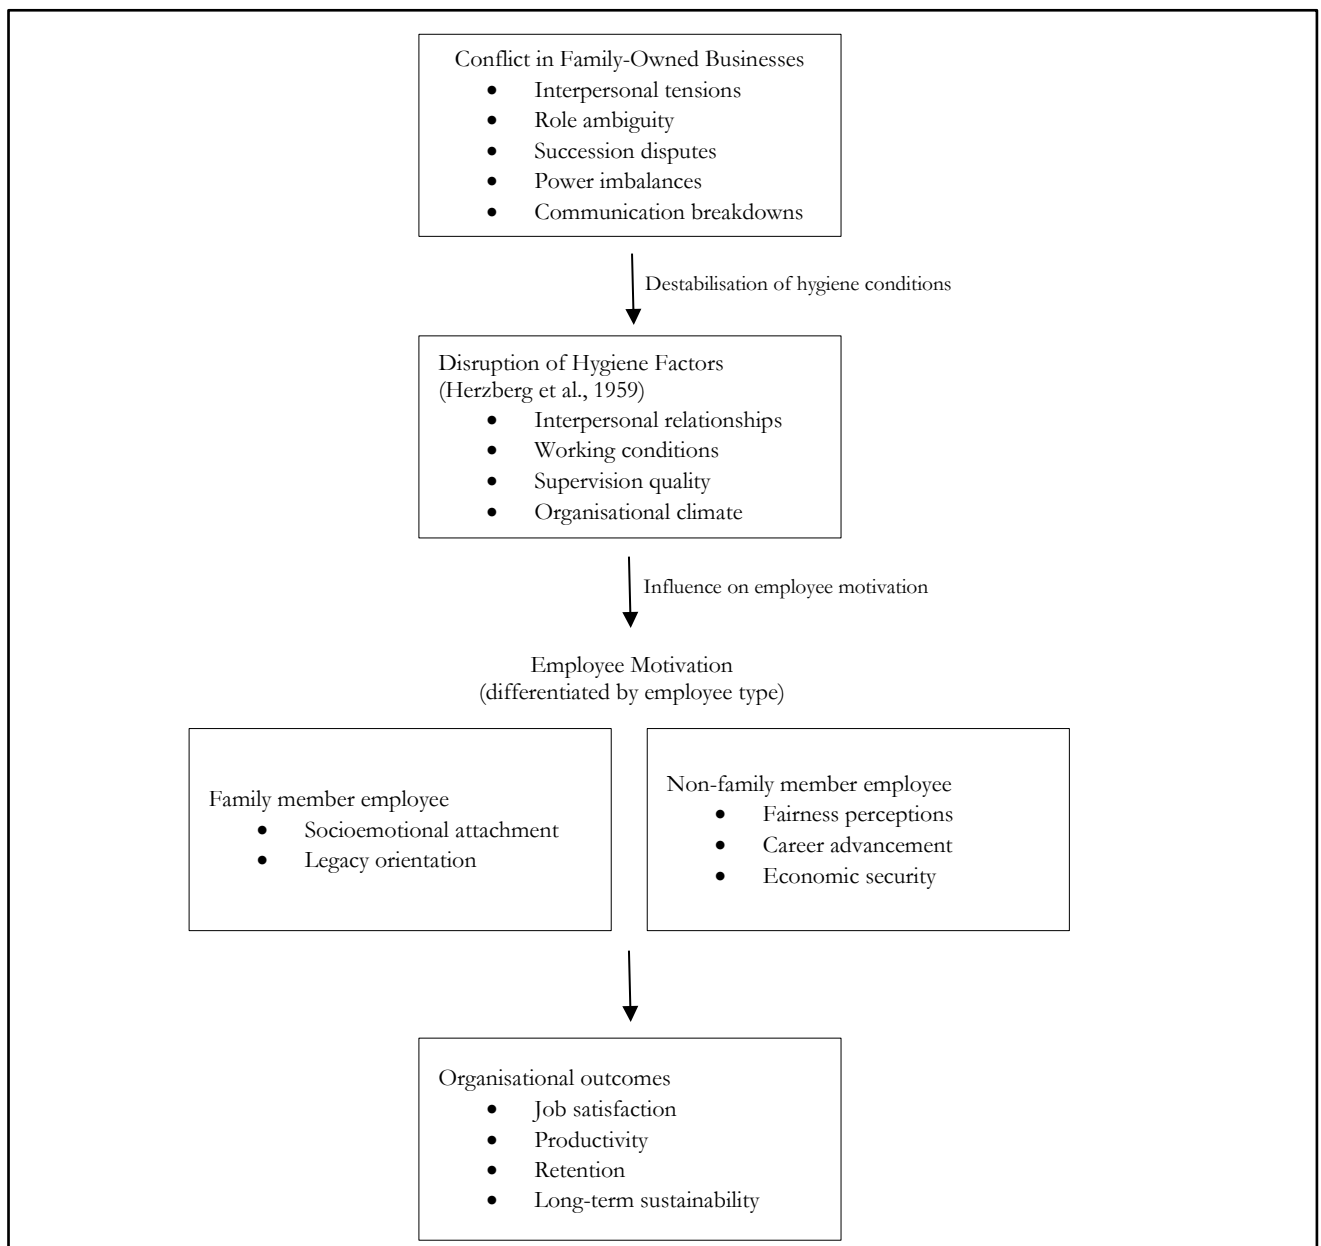 Conflict in Family-Owned Businesses
• Interpersonal tensions
• Role ambiguity
• Succession disputes
• Power imbalances
• Communication breakdowns
Destabilisation of hygiene conditions
Disruption of Hygiene Factors
(Herzberg et al., 1959)
• Interpersonal relationships
• Working conditions
• Supervision quality
• Organisational climate
Influence on employee motivation
Employee Motivation
(differentiated by employee type)
Family member employee
• Socioemotional attachment
• Legacy orientation
Non-family member employee
• Fairness perceptions
• Career advancement
• Economic security
Organisational outcomes
• Job satisfaction
• Productivity
• Retention
• Long-term sustainability